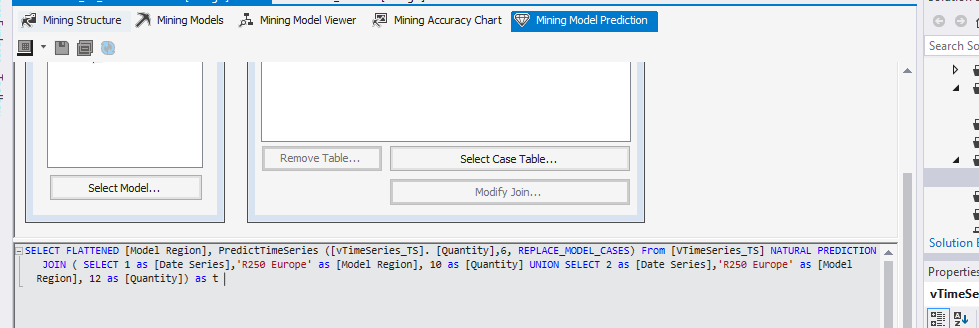 Mining Structure Mining Models Mining Model Viewer Mining Accuracy Chart Mining Model Prediction
Search So
Remove Table... Select Case Table...
Select Model... Modify Join...
SELECT FLATTENED [Model Region], PredictTimeSeries ([vTimeSeries_TS]. [Quantity],6, REPLACE_MODEL_CASES) From [VTimeSeries_TS] NATURAL PREDICTION
JOIN ( SELECT 1 as [Date Series],'R250 Europe' as [Model Region], 10 as [Quantity] UNION SELECT 2 as [Date Series],'R250 Europe' as [Model
Region], 12 as [Quantity]) as t
Solution E
Properties
vTimeSe